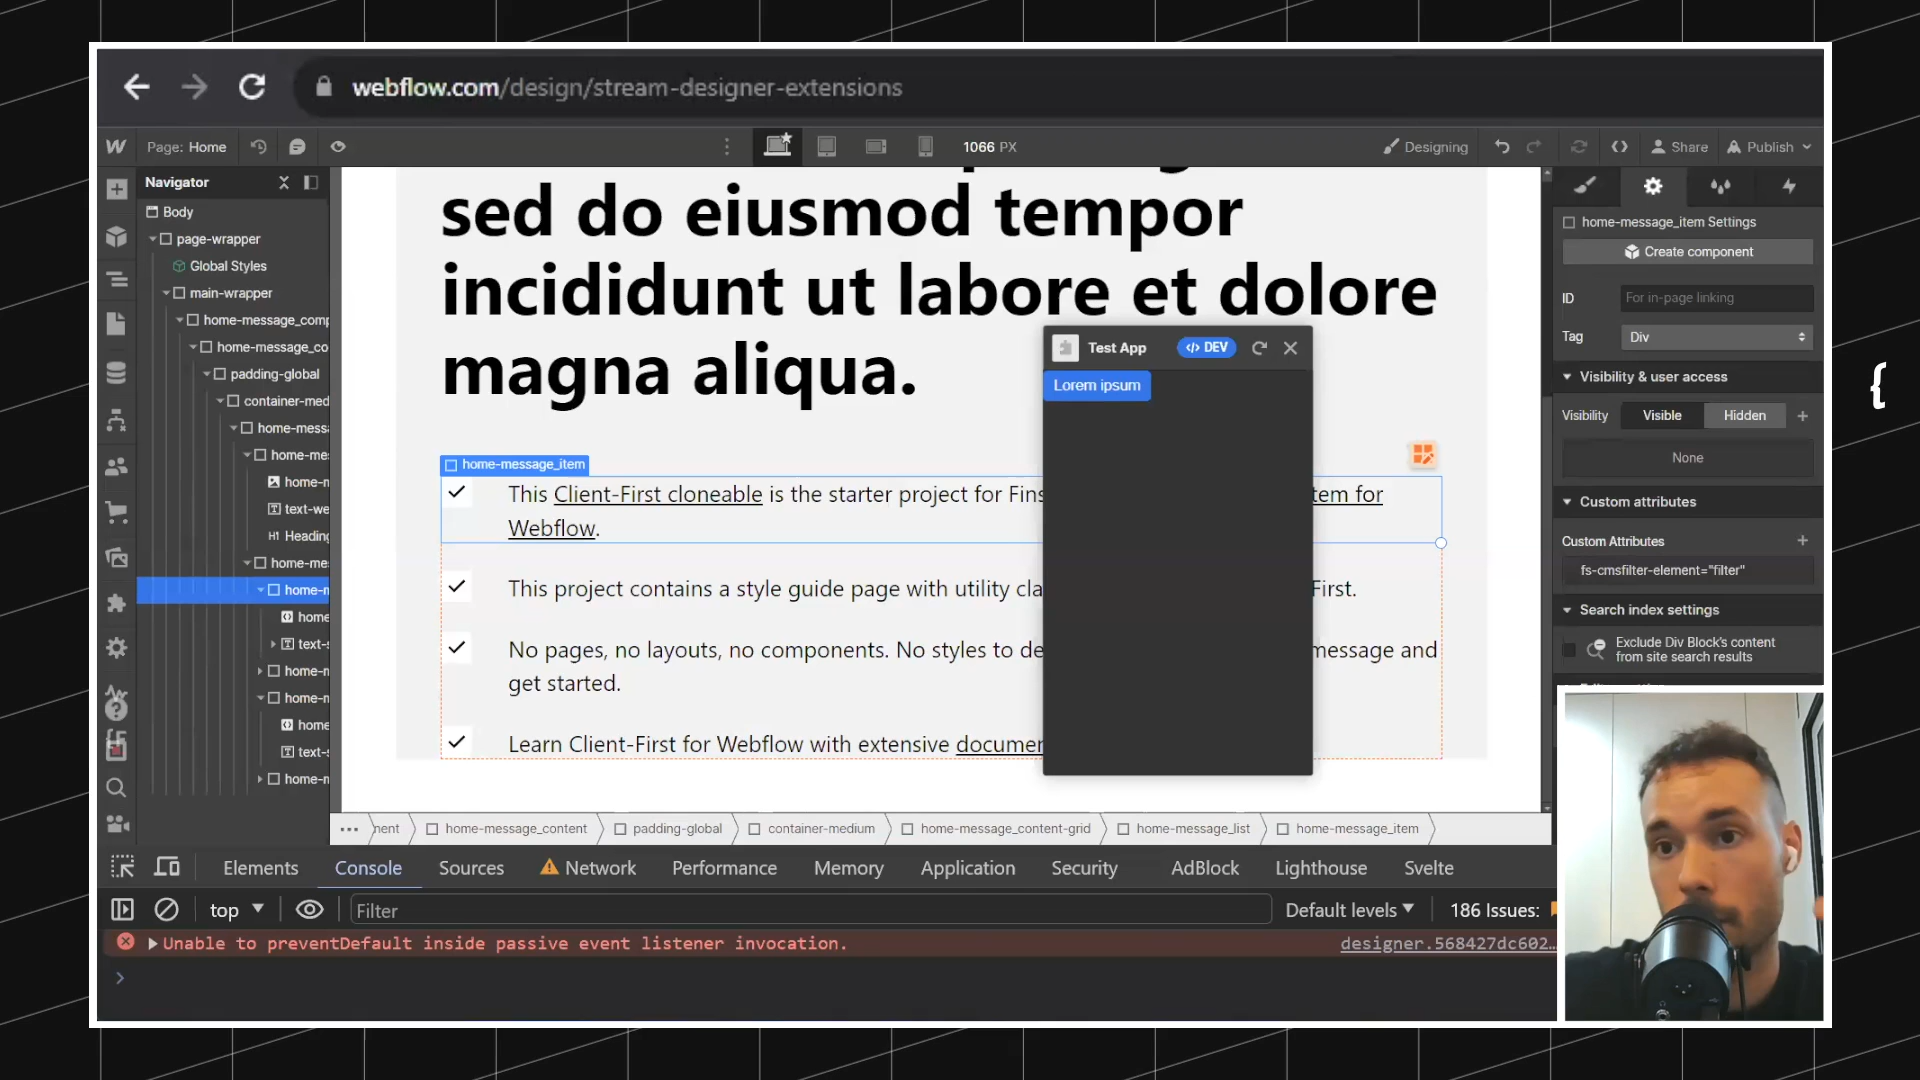 webflow.com/design/stream-designer-extensions
Page: Home
1066 PX
Designing
Share
Publish
Navigator
Body
page-wrapper
Global Styles
main-wrapper
home-message_comp
home-message_co
padding-global
container-med
home-messa
home-me
home-m
text-we
H1 Heading
home-me
home-m
home
text-s
home-m
home-m
home
text-s
home-m
sed do eiusmod tempor
incididunt ut labore et dolore
magna aliqua.
home-message_item
This Client-First cloneable is the starter project for Fins
tem for
Webflow.
This project contains a style guide page with utility cla
First.
No pages, no layouts, no components. No styles to de
message and
get started.
Learn Client-First for Webflow with extensive documen
Test App
</> DEV
Lorem ipsum
home-message_item Settings
Create component
ID
For in-page linking
Tag
Div
Visibility & user access
Visibility
Visible
Hidden
None
Custom attributes
Custom Attributes
fs-cmsfilter-element="filter"
Search index settings
Exclude Div Block's content
from site search results
{
nent
home-message_content
padding-global
container-medium
home-message_content-grid
home-message_list
home-message_item
Elements
Console
Sources
Network
Performance
Memory
Application
Security
AdBlock
Lighthouse
Svelte
top
Filter
Default levels
186 Issues:
Unable to preventDefault inside passive event listener invocation.
designer.568427dc602…